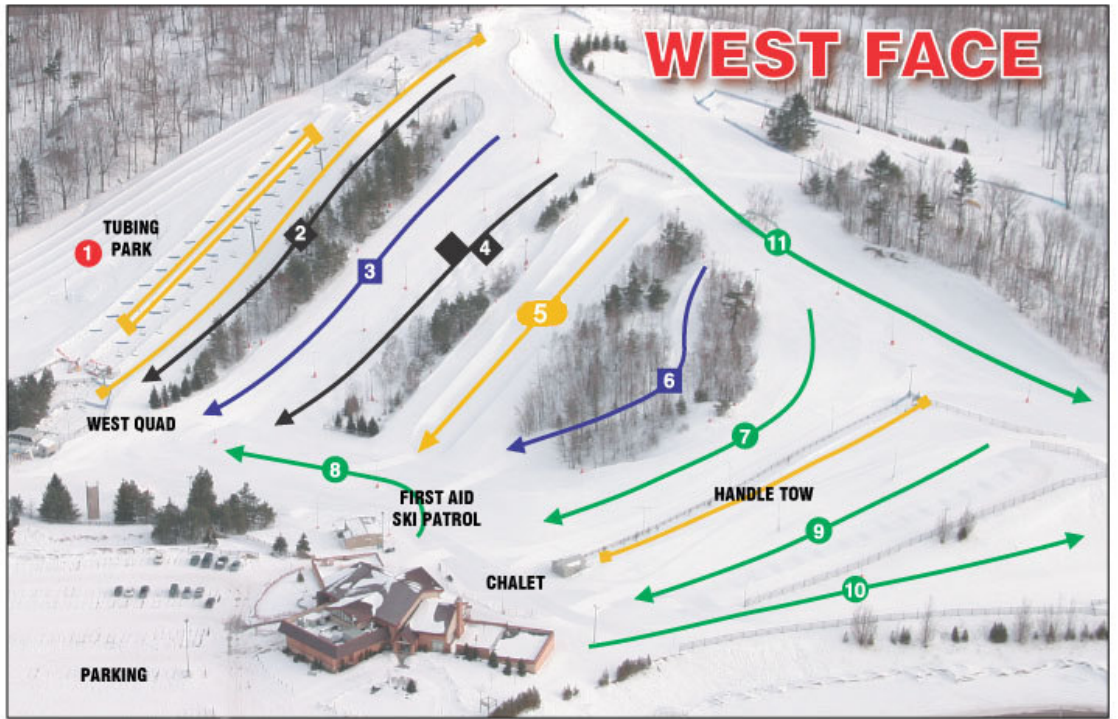 WEST FACE
11
2
TUBING
PARK
1
3
4
5
6
WEST QUAD
7
8
FIRST AID
SKI PATROL
HANDLE TOW
9
CHALET
10
PARKING